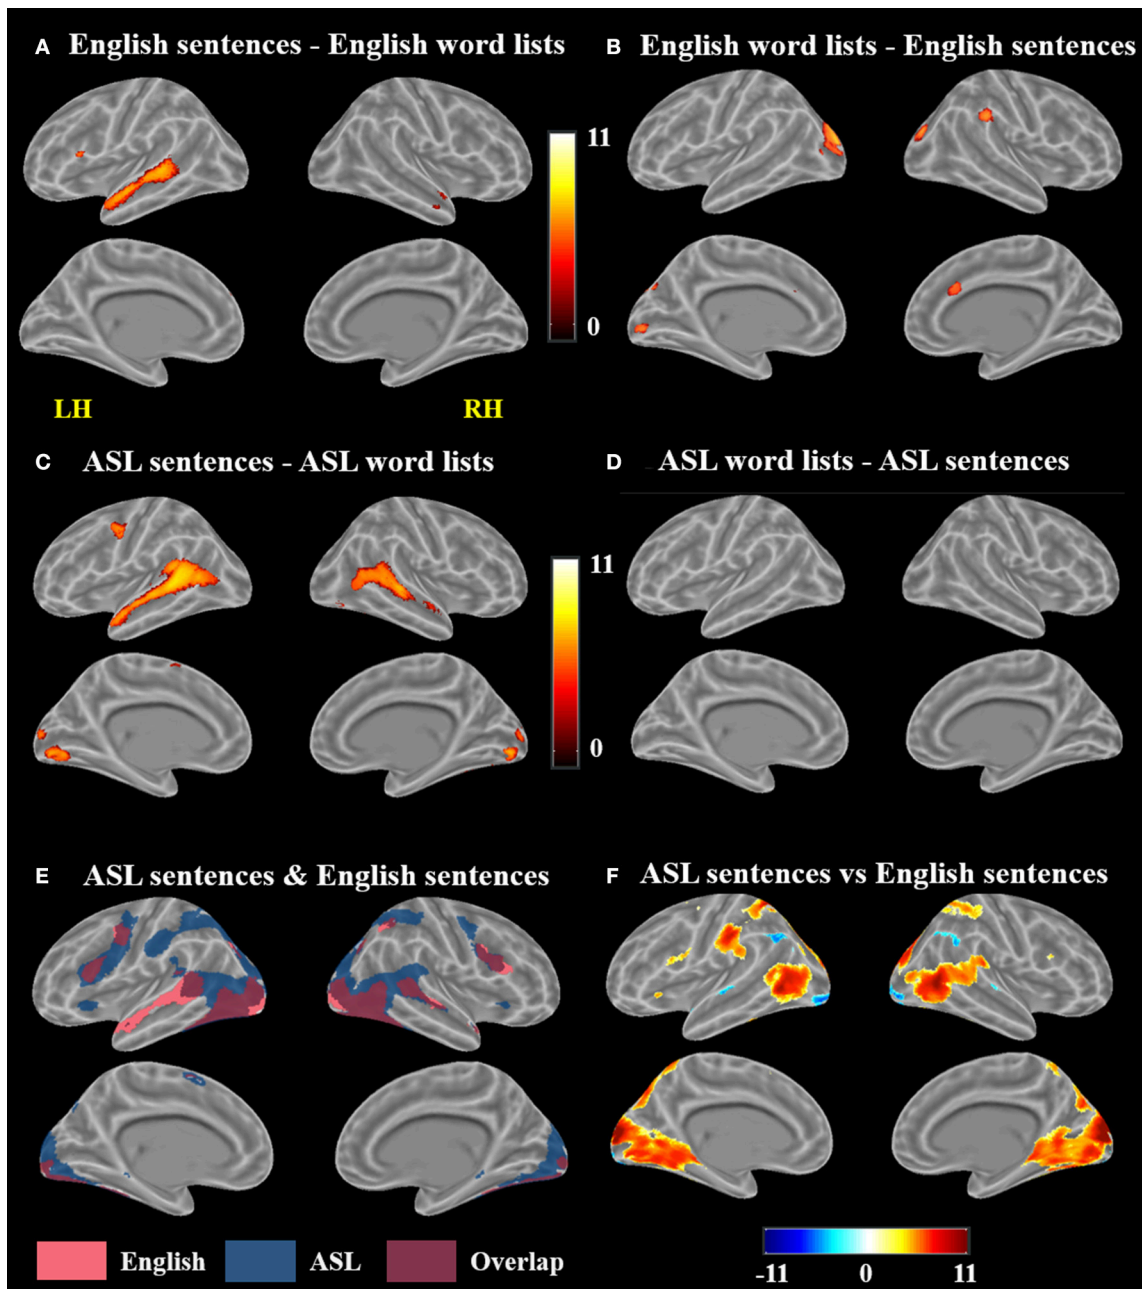 A English sentences - English word lists
B English word lists - English sentences
11
0
LH
RH
C ASL sentences - ASL word lists
D ASL word lists - ASL sentences
11
0
E ASL sentences & English sentences
F ASL sentences vs English sentences
English
ASL
Overlap
-11
0
11